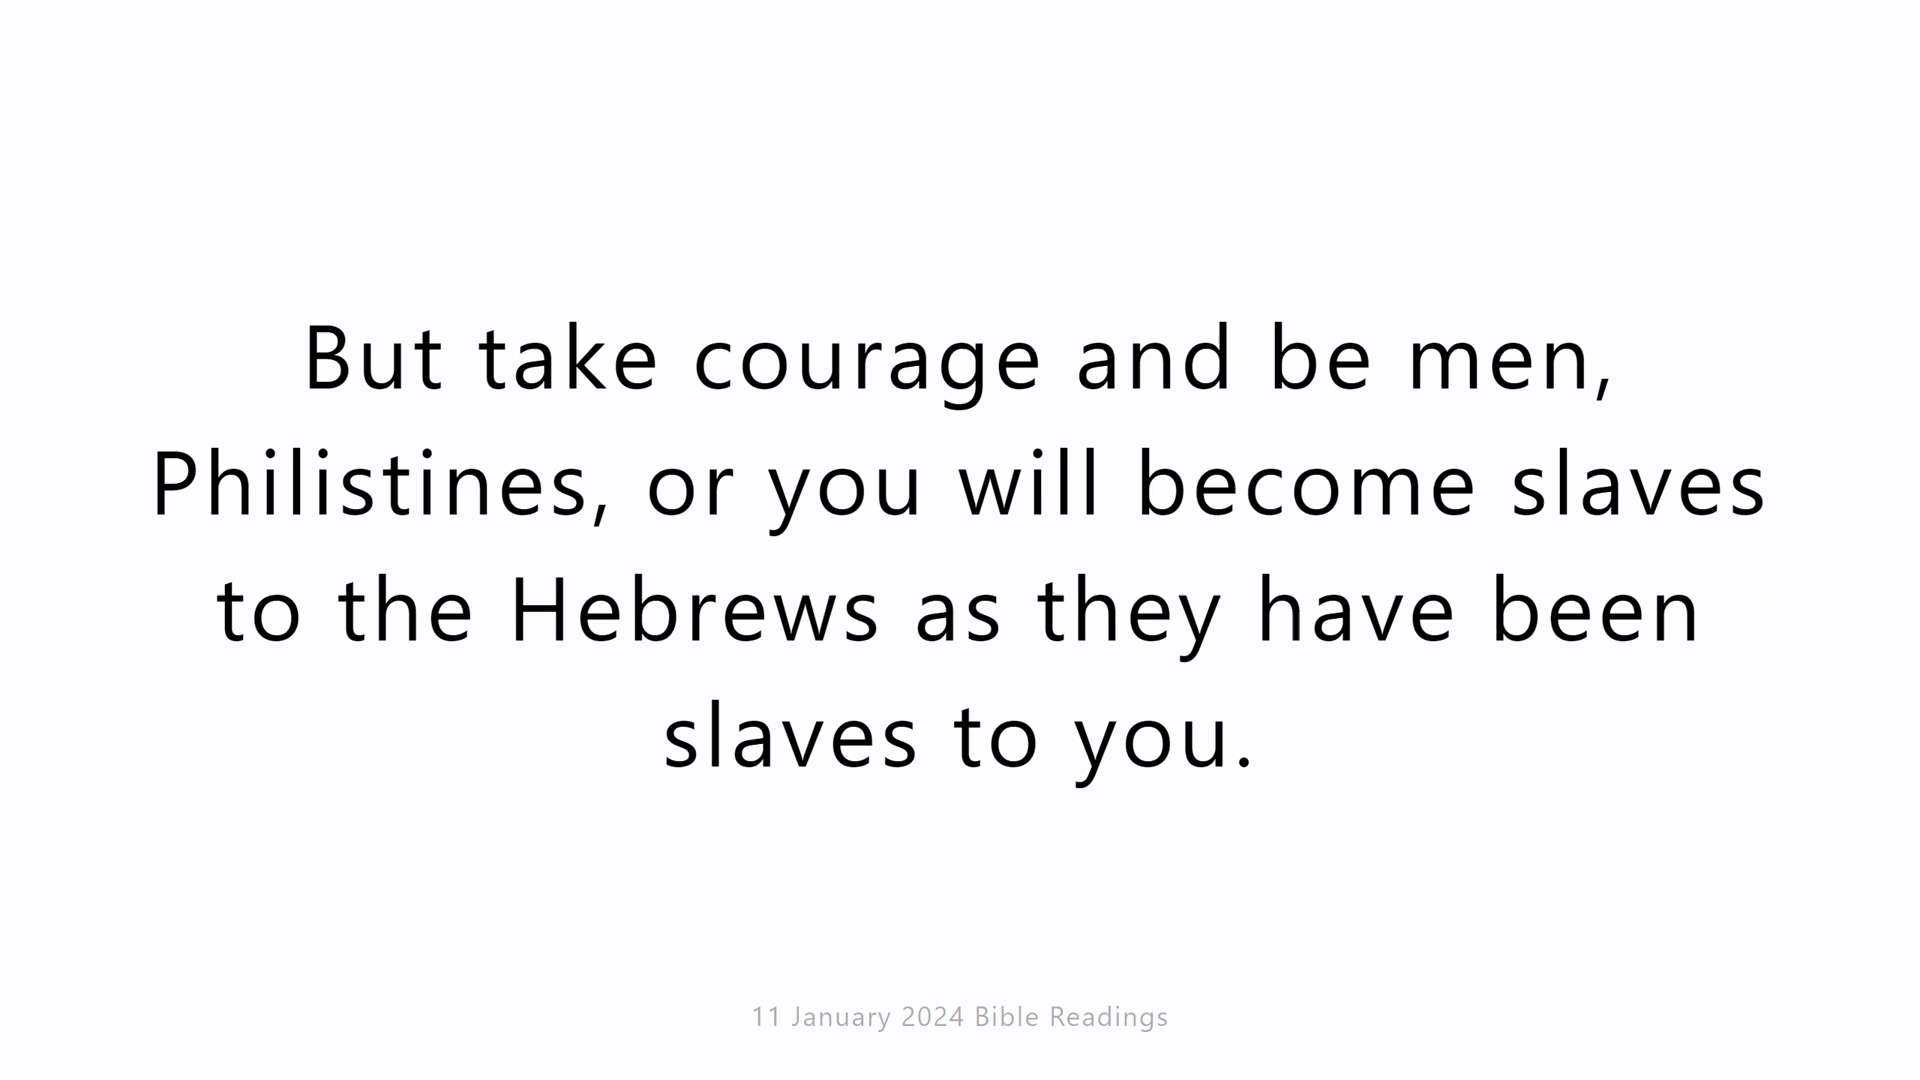 But take courage and be men,
Philistines, or you will become slaves
to the Hebrews as they have been
slaves to you.
11 January 2024 Bible Readings